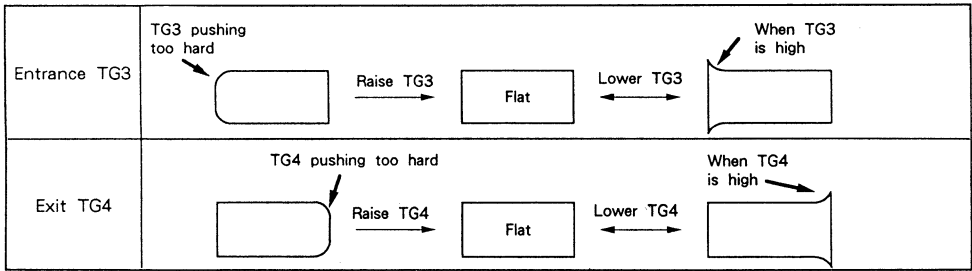 Entrance TG3
TG3 pushing
too hard
Raise TG3
Flat
Lower TG3
When TG3
is high
Exit TG4
TG4 pushing too hard
Raise TG4
Flat
Lower TG4
When TG4
is high